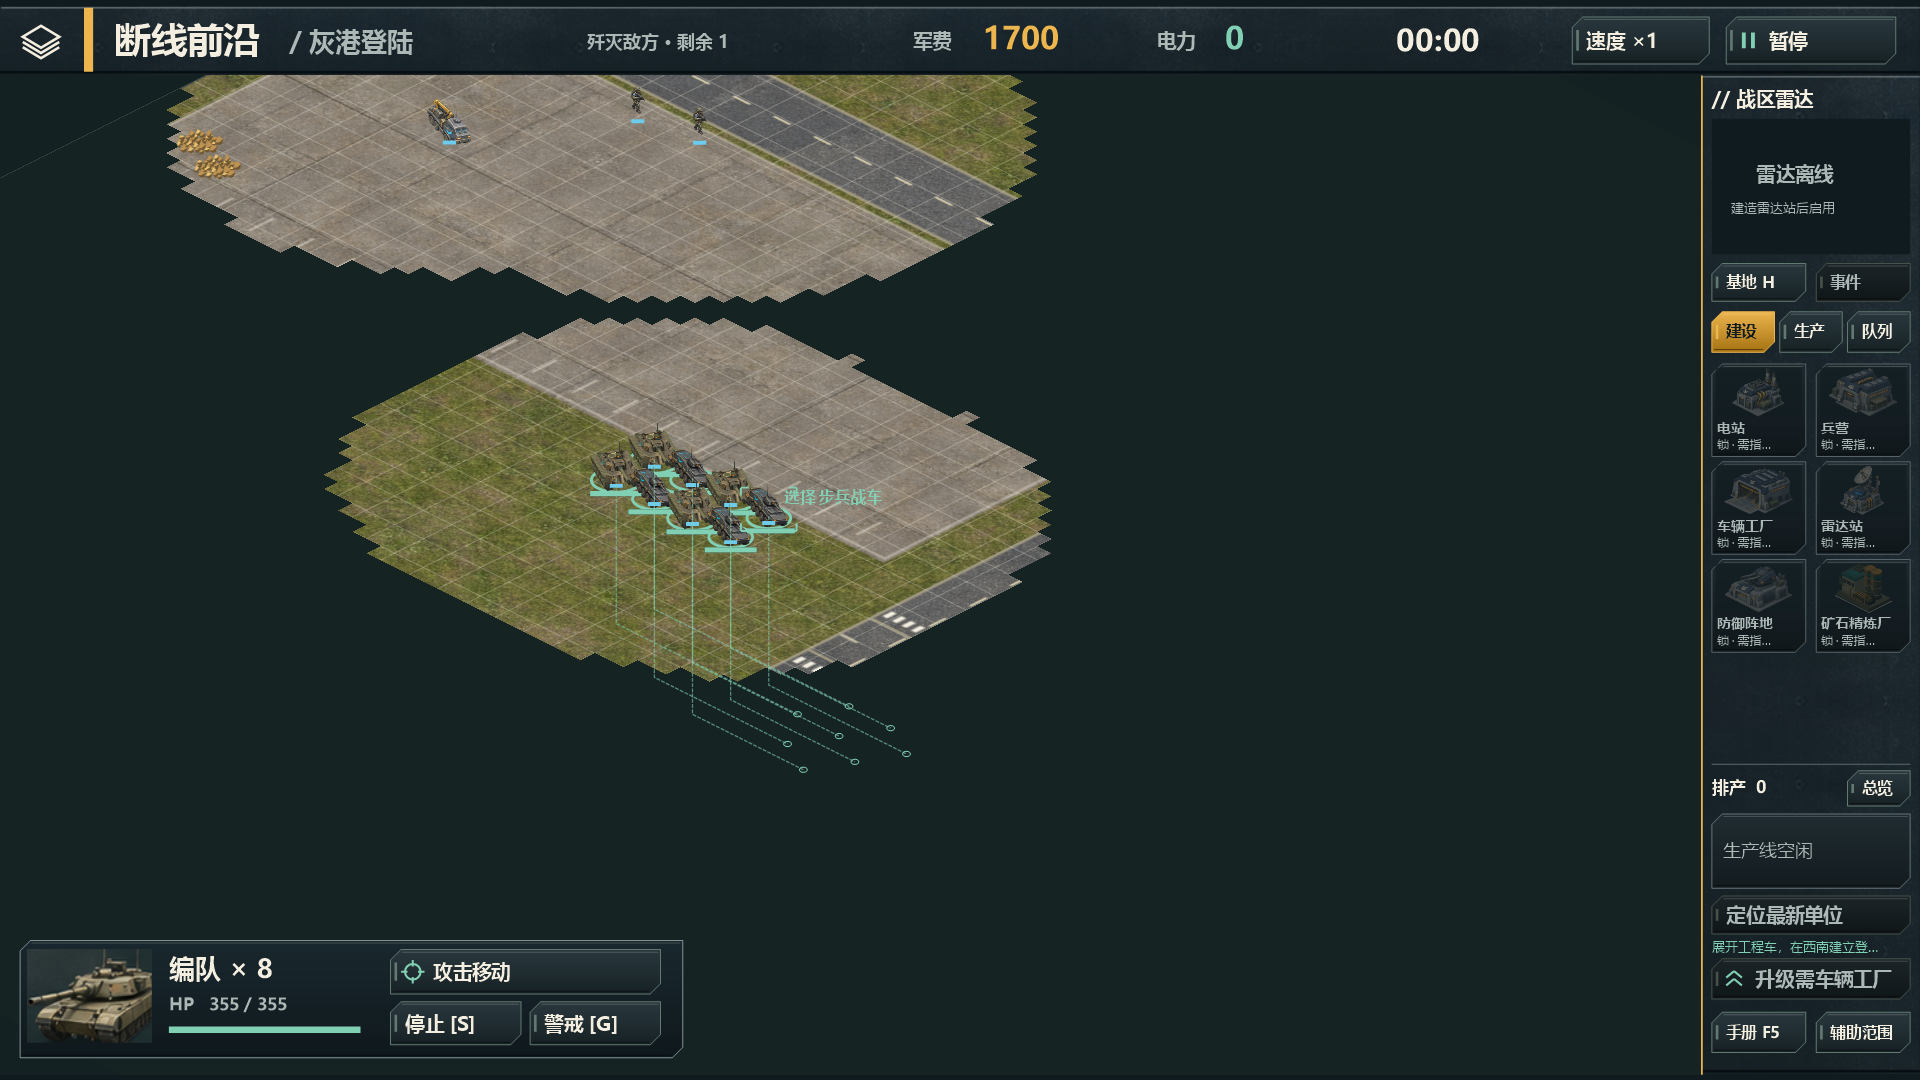 断线前沿 / 灰港登陆
歼灭敌方·剩余 1
军费 1700
电力 0
00:00
速度 ×1
暂停
// 战区雷达
雷达离线
建造雷达站后启用
基地 H
事件
建设
生产
队列
电站
锁·需指...
兵营
锁·需指...
车辆工厂
锁·需指...
雷达站
锁·需指...
防御阵地
锁·需指...
矿石精炼厂
锁·需指...
选择步兵战车
排产 0
总览
生产线空闲
定位最新单位
展开工程车，在西南建立登...
升级需车辆工厂
手册 F5
辅助范围
编队 × 8
HP 355 / 355
攻击移动
停止 [S]
警戒 [G]